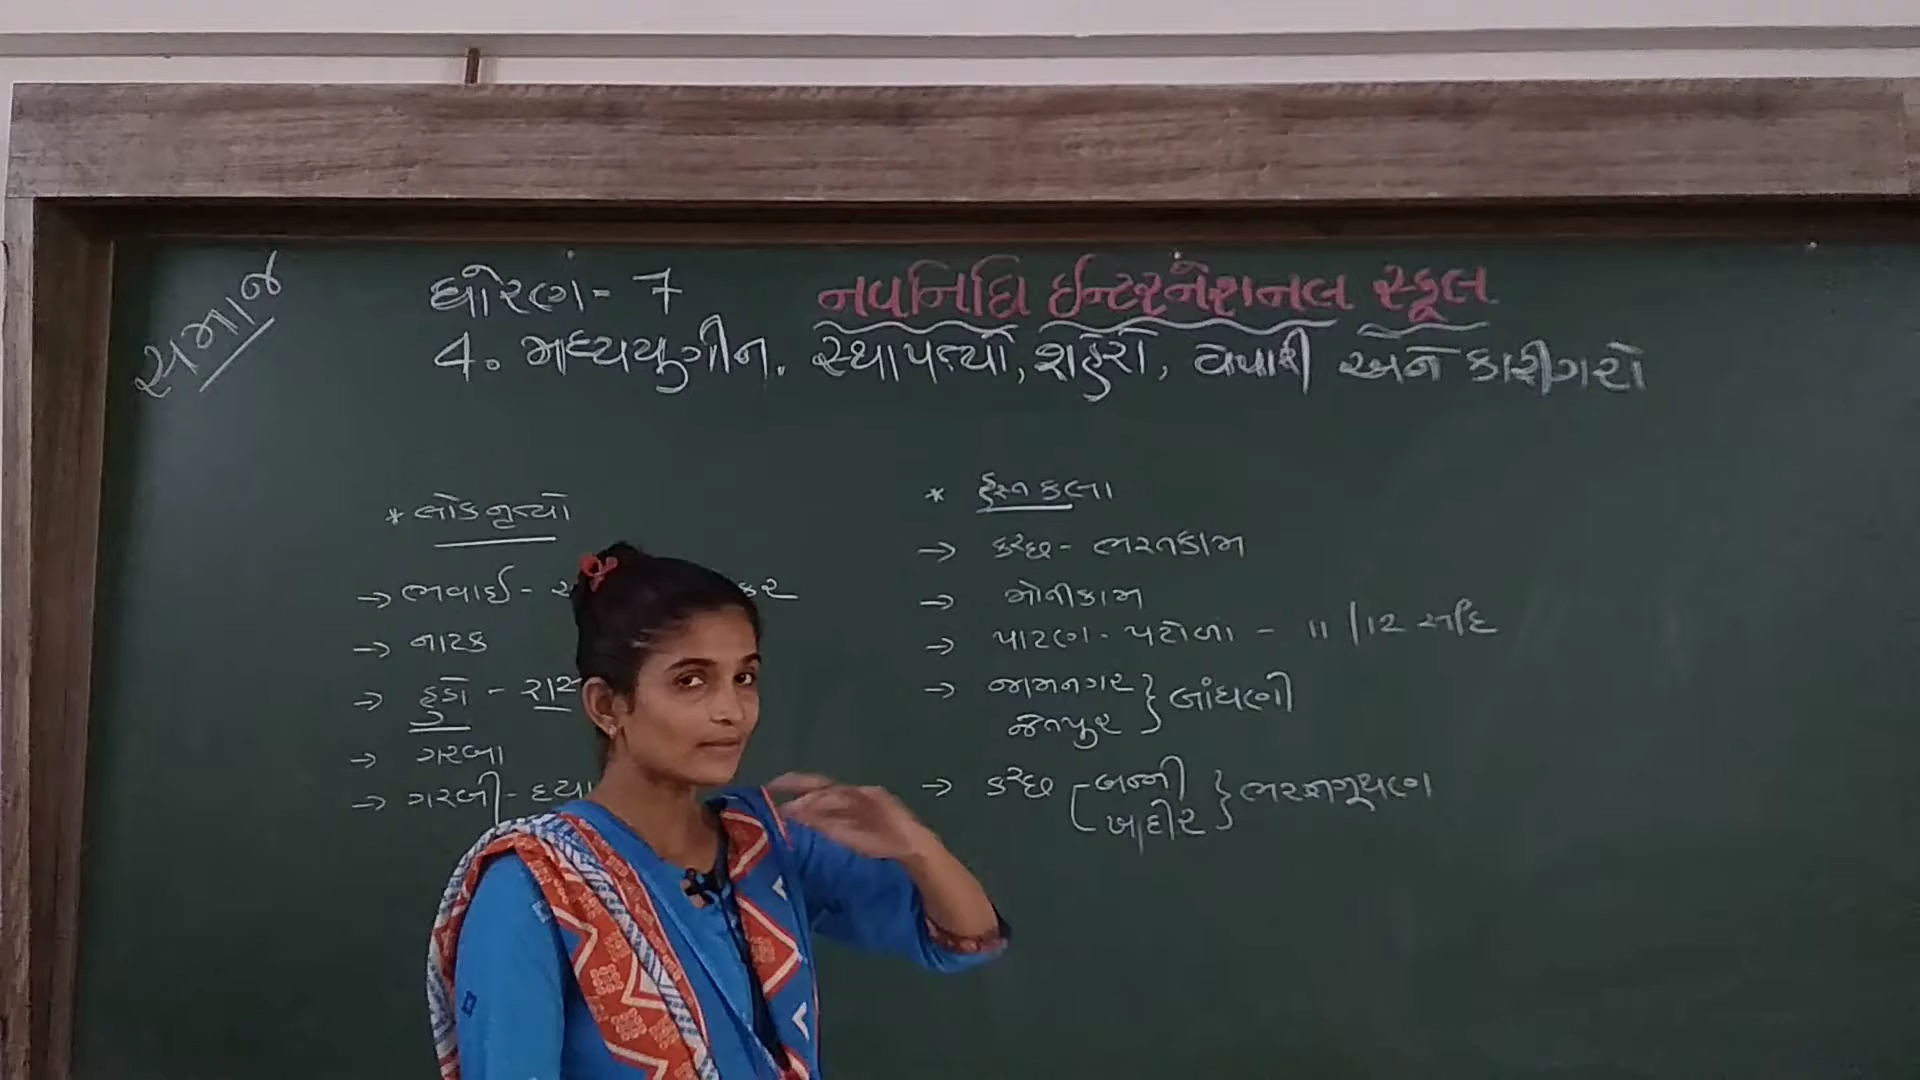 સમાજ
ધોરણ - 7
નવનિધિ ઈન્ટરનેશનલ સ્કૂલ
4. મધ્યયુગીન. સ્થાપત્યો, શહેરો, વેપારી અને કારીગરો
* લોકનૃત્યો
→ ભવાઈ -
→ નાટક
→ હુડો - રાજ
→ ગરબા
→ ગરબી - દયા
* હસ્તકલા
→ કચ્છ - ભરતકામ
→ મોતીકામ
→ પાટણ - પટોળા - 11/12 સદિ
→ જામનગર } બાંધણી
જેતપુર
→ કચ્છ [ બન્ની } ભરતગૂંથણ
ખદીર